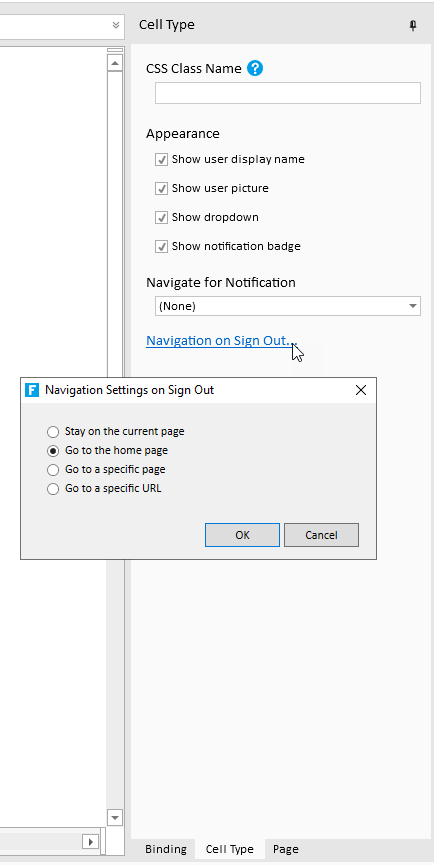 Cell Type
CSS Class Name ?
Appearance
Show user display name
Show user picture
Show dropdown
Show notification badge
Navigate for Notification
(None)
Navigation on Sign Out...
F Navigation Settings on Sign Out
Stay on the current page
Go to the home page
Go to a specific page
Go to a specific URL
OK Cancel
Binding Cell Type Page